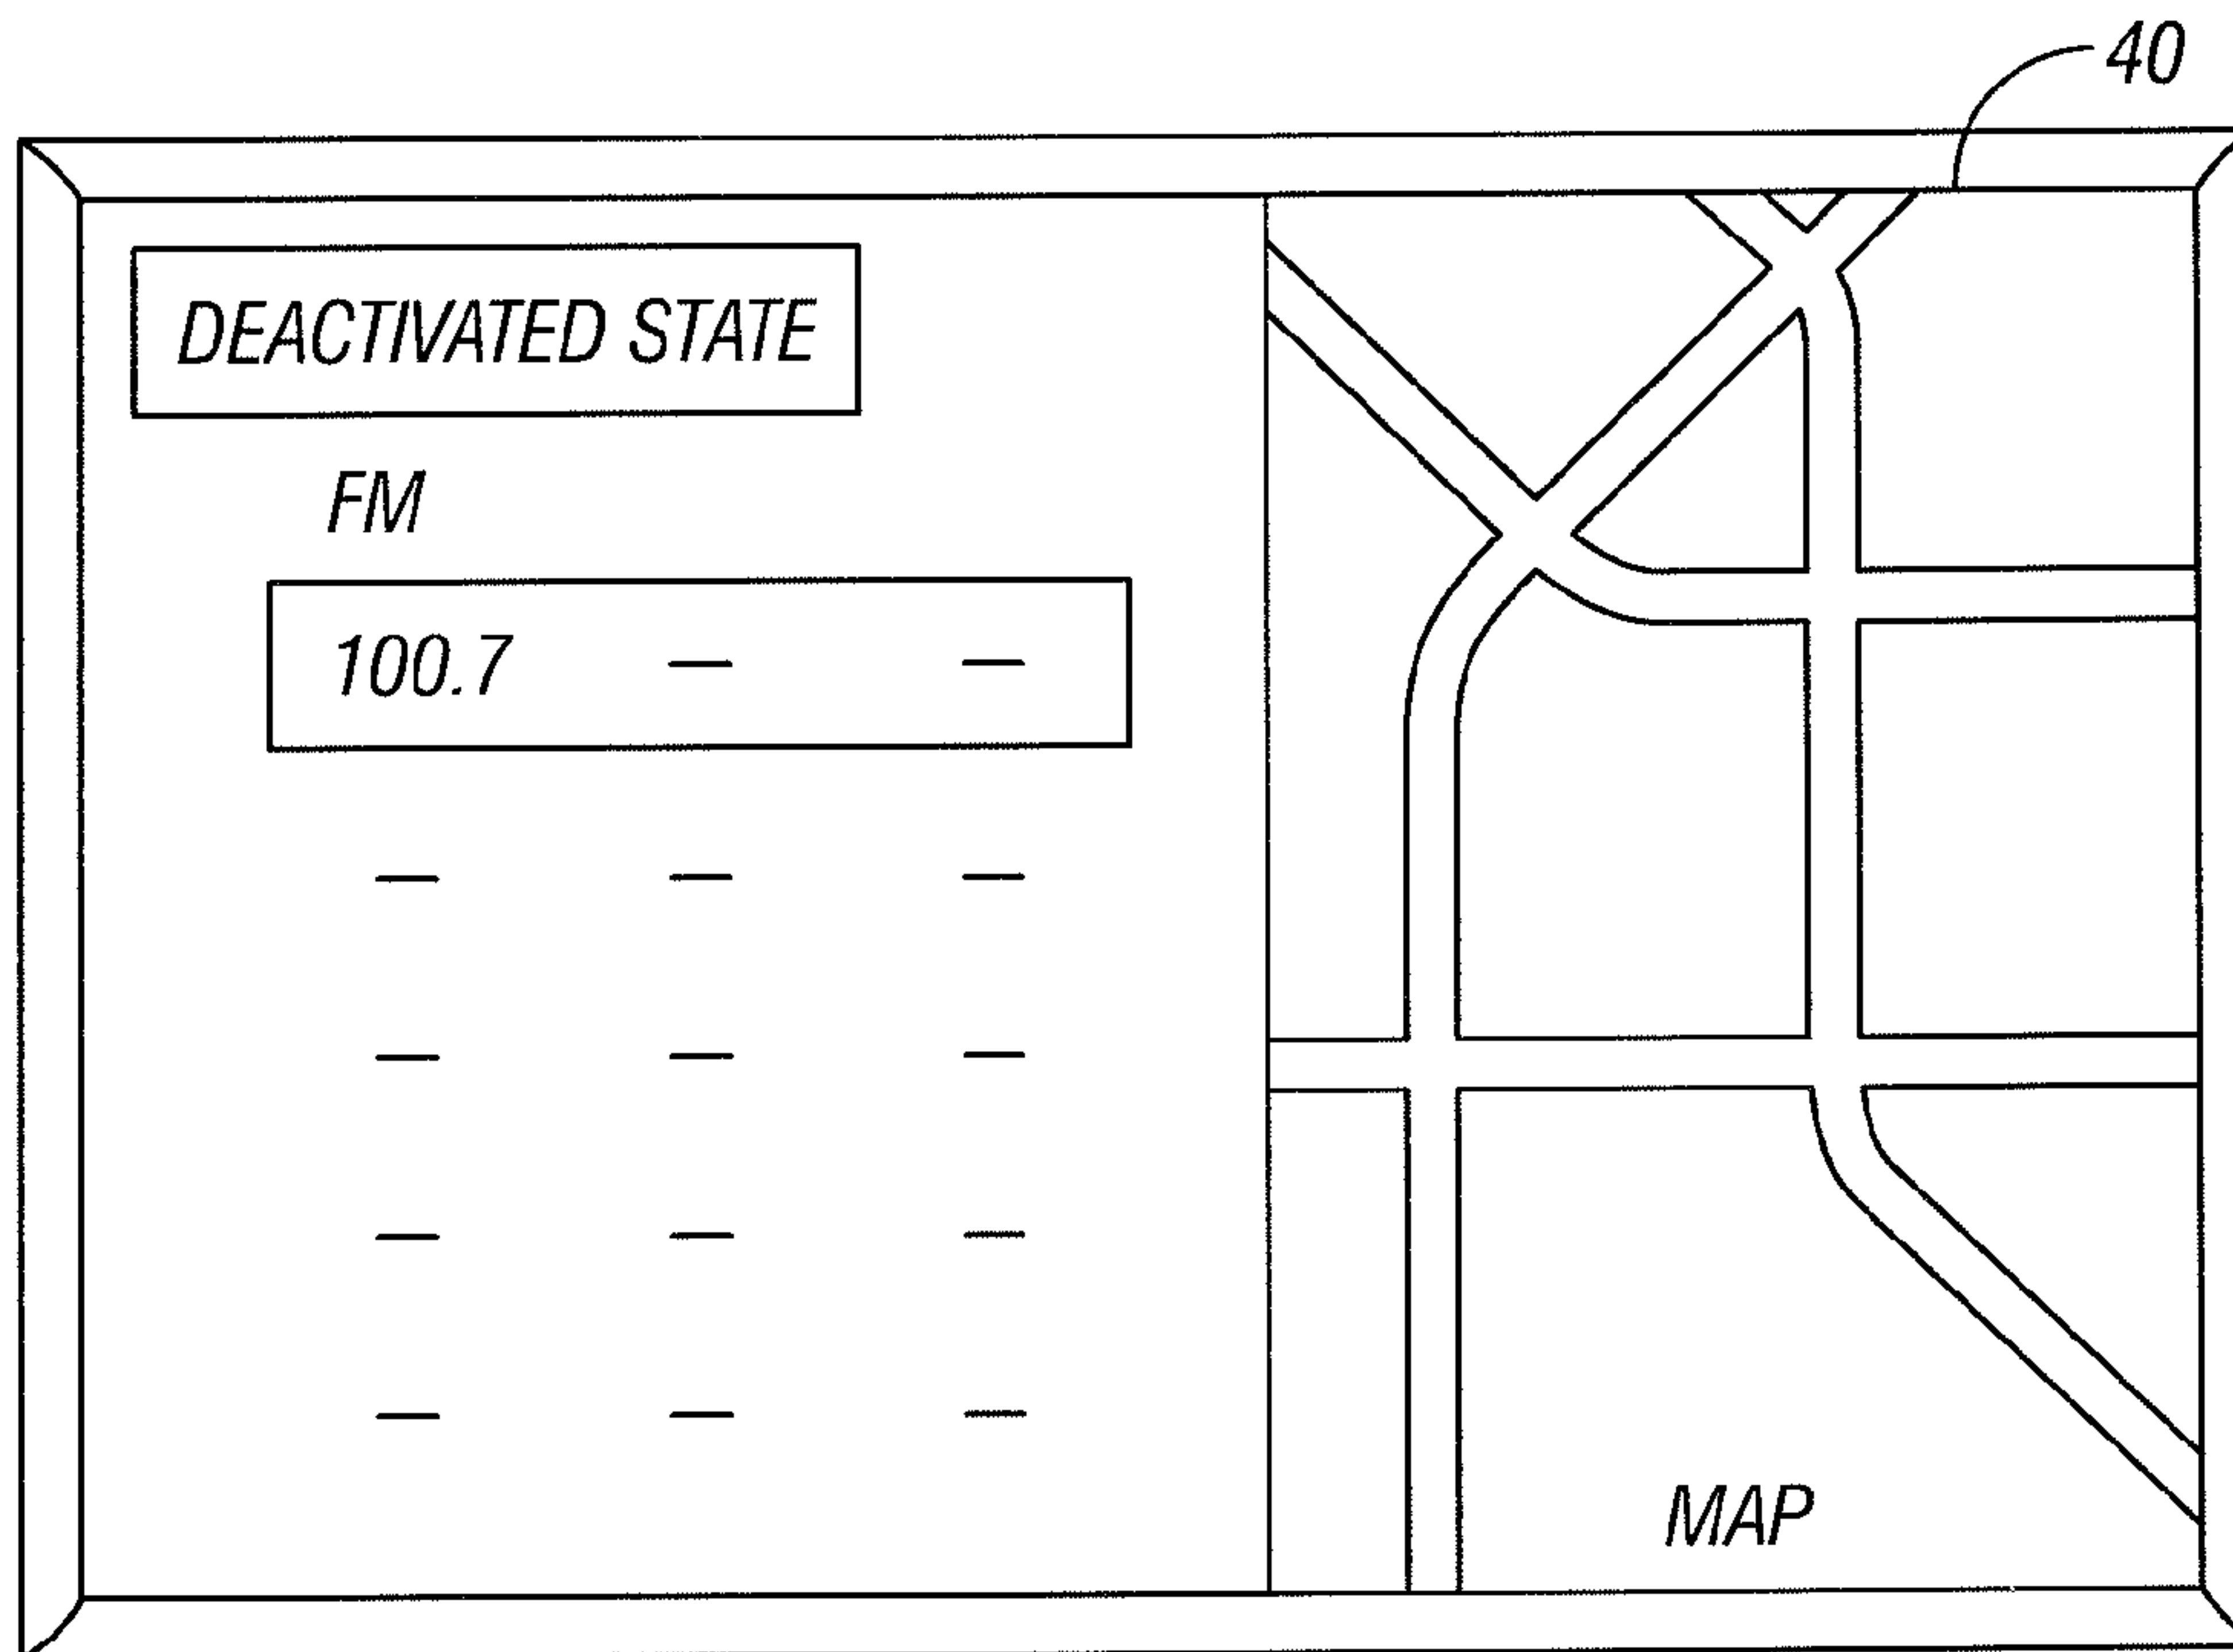 40
DEACTIVATED STATE
FM
100.7 — —
— — —
— — —
— — —
— — —
MAP